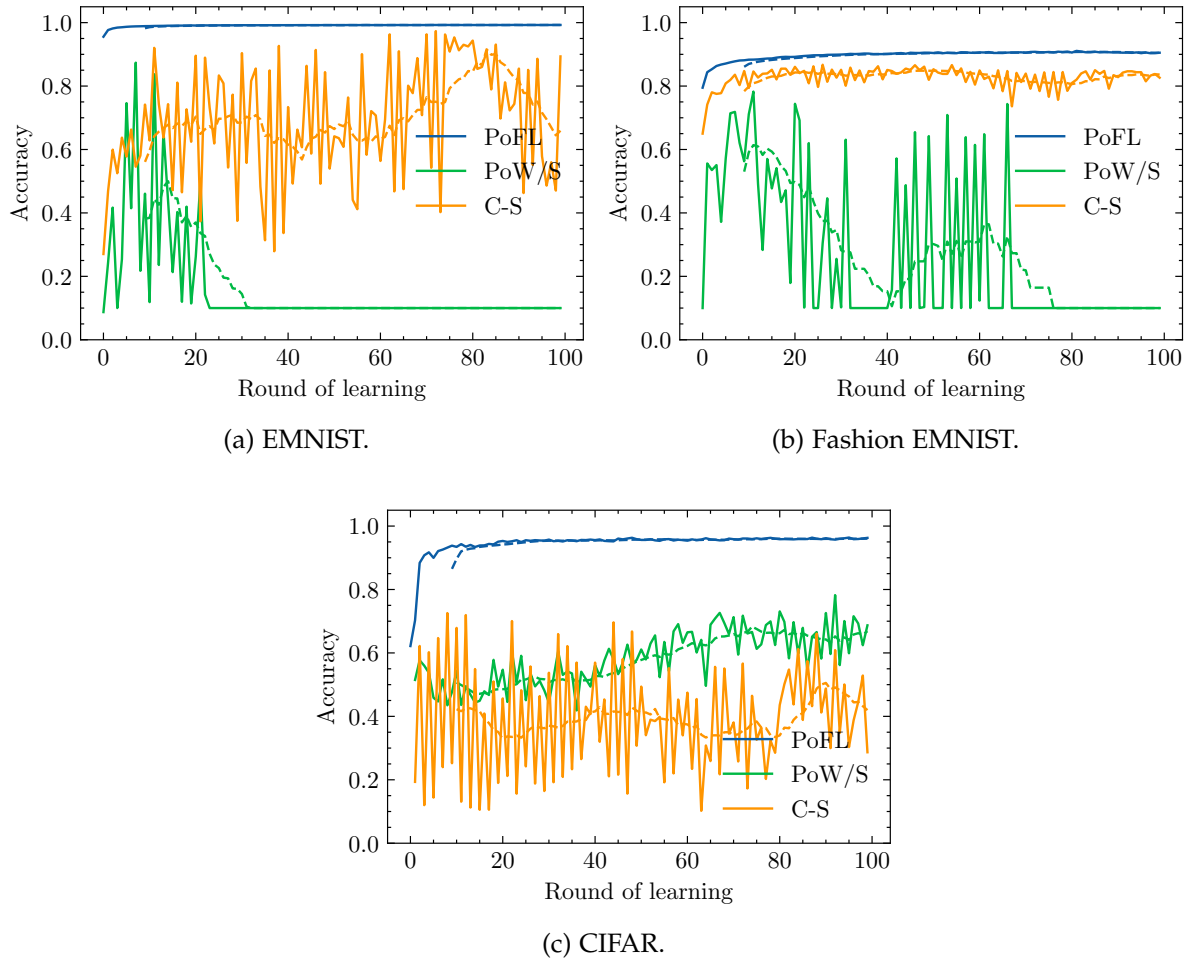 1.0
0.8
0.6
0.4
0.2
0.0
Accuracy
PoFL
PoW/S
C-S
0 20 40 60 80 100
Round of learning
(a) EMNIST.
1.0
0.8
0.6
0.4
0.2
0.0
Accuracy
PoFL
PoW/S
C-S
0 20 40 60 80 100
Round of learning
(b) Fashion EMNIST.
1.0
0.8
0.6
0.4
0.2
0.0
Accuracy
PoFL
PoW/S
C-S
0 20 40 60 80 100
Round of learning
(c) CIFAR.